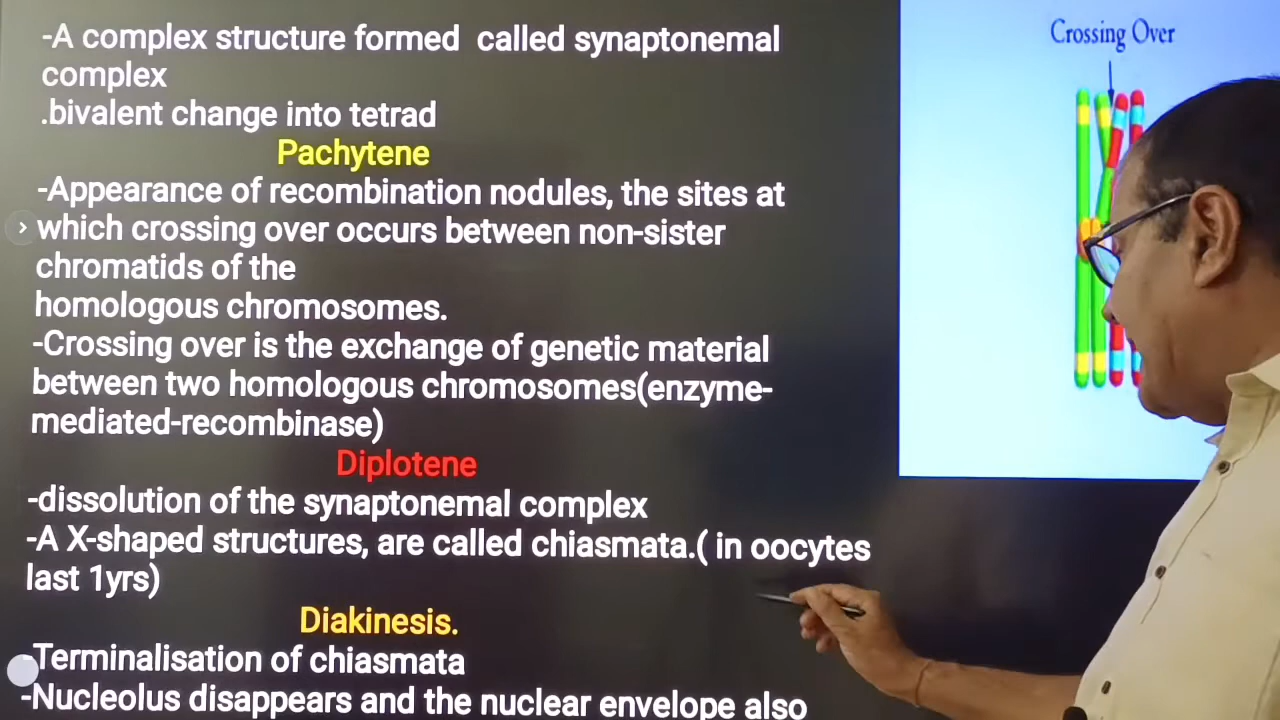 -A complex structure formed called synaptonemal
complex
.bivalent change into tetrad
Pachytene
-Appearance of recombination nodules, the sites at
which crossing over occurs between non-sister
chromatids of the
homologous chromosomes.
-Crossing over is the exchange of genetic material
between two homologous chromosomes(enzyme-
mediated-recombinase)
Diplotene
-dissolution of the synaptonemal complex
-A X-shaped structures, are called chiasmata.( in oocytes
last 1yrs)
Diakinesis.
-Terminalisation of chiasmata
-Nucleolus disappears and the nuclear envelope also
Crossing Over